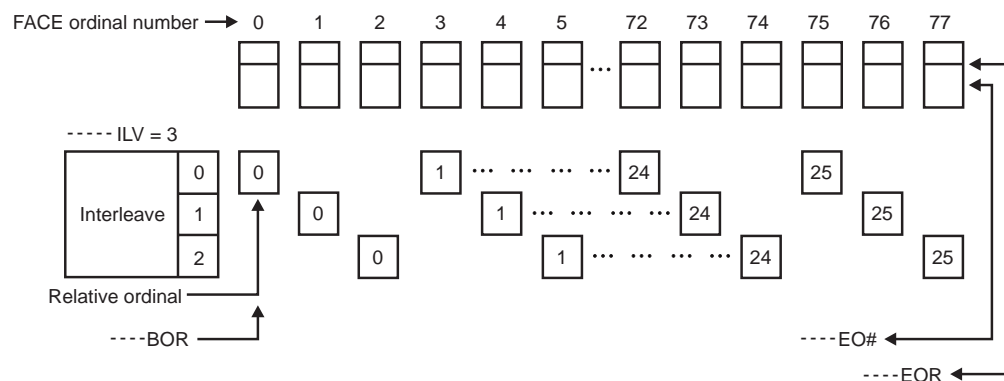 FACE ordinal number 0 1 2 3 4 5 72 73 74 75 76 77
...
----- ILV = 3
Interleave
0 0 1 ... ... ... ... 24 25
1 0 1 ... ... ... ... 24 25
2 0 1 ... ... ... ... 24 25
Relative ordinal
----BOR
----EO#
----EOR